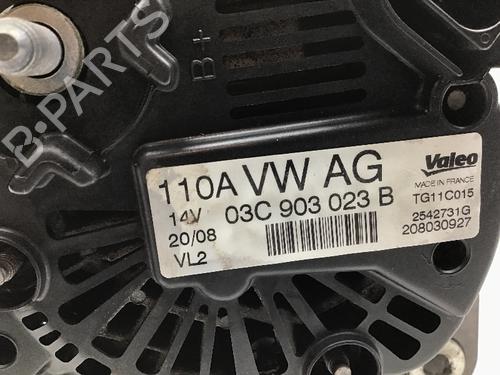 B+
B-PARTS
110A VW AG
Valeo
MADE IN FRANCE
14V 03C 903 023 B
TG11C015
20/08
2542731G
VL2
208030927